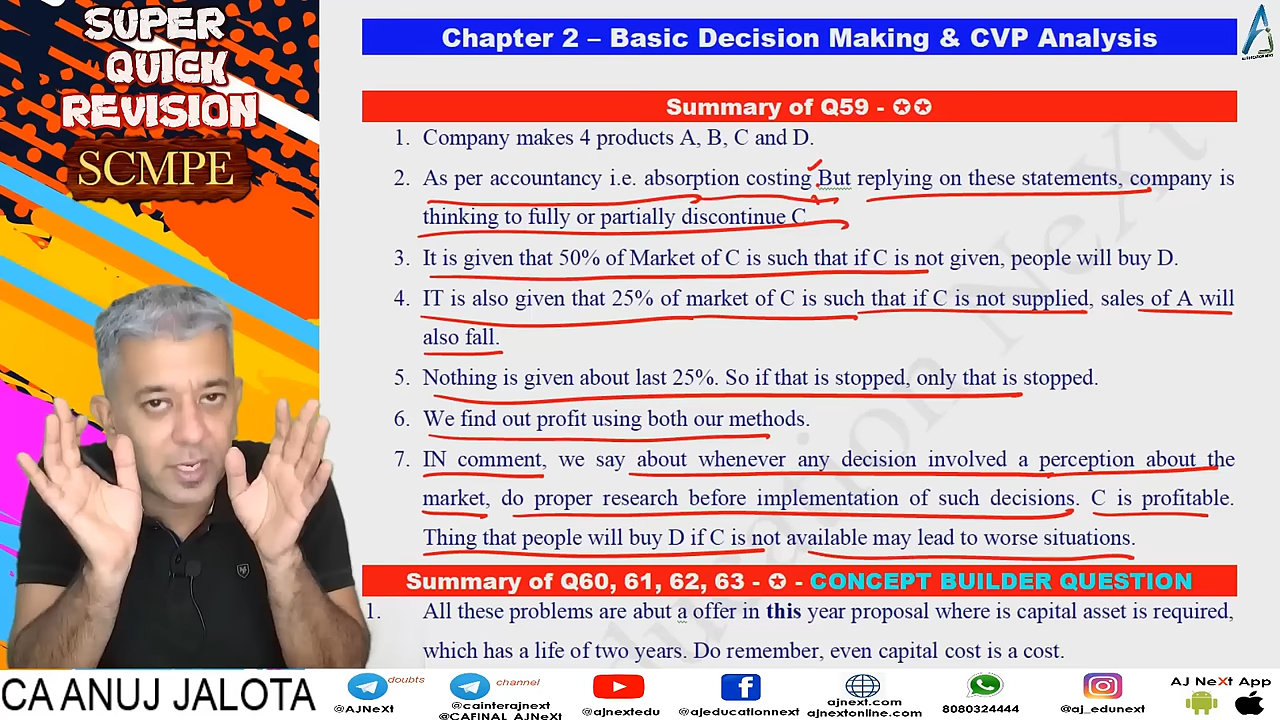 SUPER
QUICK
REVISION
SCMPE
Chapter 2 – Basic Decision Making & CVP Analysis
Summary of Q59 - ✪✪
1. Company makes 4 products A, B, C and D.
2. As per accountancy i.e. absorption costing But replying on these statements, company is
thinking to fully or partially discontinue C
3. It is given that 50% of Market of C is such that if C is not given, people will buy D.
4. IT is also given that 25% of market of C is such that if C is not supplied, sales of A will
also fall.
5. Nothing is given about last 25%. So if that is stopped, only that is stopped.
6. We find out profit using both our methods.
7. IN comment, we say about whenever any decision involved a perception about the
market, do proper research before implementation of such decisions. C is profitable.
Thing that people will buy D if C is not available may lead to worse situations.
Summary of Q60, 61, 62, 63 - ✪ - CONCEPT BUILDER QUESTION
1. All these problems are abut a offer in this year proposal where is capital asset is required,
which has a life of two years. Do remember, even capital cost is a cost.
CA ANUJ JALOTA
doubts
@AJNeXt
channel
@cainterajnext
@CAFINAL_AJNeXt
@ajnextedu
@ajeducationnext
ajnext.com
ajnextonline.com
8080324444
@aj_edunext
AJ NeXt App